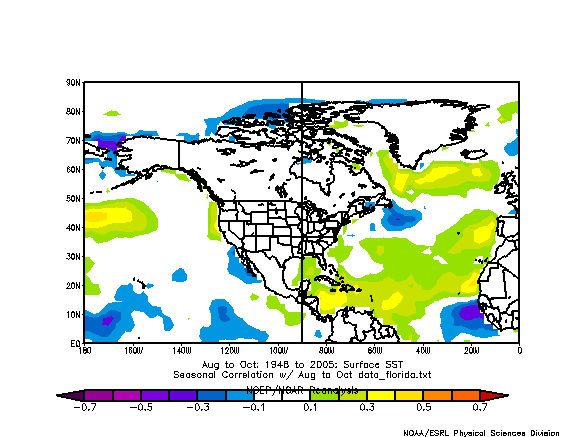 90N
80N
70N
60N
50N
40N
30N
20N
10N
EQ
180 160W 140W 120W 100W 80W 60W 40W 20W 0
Aug to Oct: 1948 to 2005: Surface SST
Seasonal Correlation w/ Aug to Oct data_florida.txt
NCEP/NCAR Reanalysis
-0.7 -0.5 -0.3 -0.1 0.1 0.3 0.5 0.7
NOAA/ESRL Physical Sciences Division